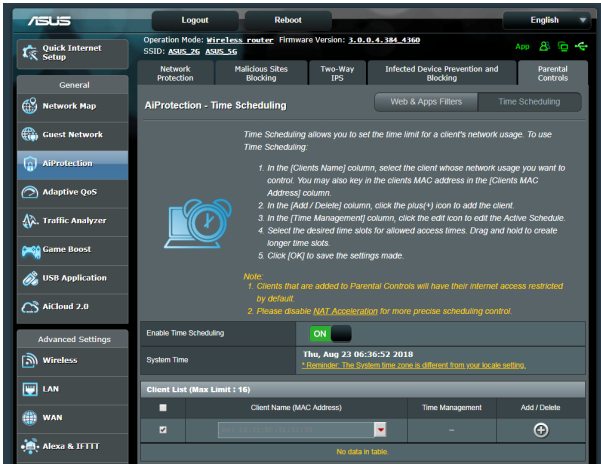 ASUS
Logout
Reboot
English
Quick Internet
Setup
General
Network Map
Guest Network
AiProtection
Adaptive QoS
Traffic Analyzer
Game Boost
USB Application
AiCloud 2.0
Advanced Settings
Wireless
LAN
WAN
Alexa & IFTTT
Operation Mode: Wireless router Firmware Version: 3.0.0.4.384_4360
SSID: ASUS_2G ASUS_5G
App
Network
Protection
Malicious Sites
Blocking
Two-Way
IPS
Infected Device Prevention and
Blocking
Parental
Controls
AiProtection - Time Scheduling
Web & Apps Filters
Time Scheduling
Time Scheduling allows you to set the time limit for a client's network usage. To use
Time Scheduling:
1. In the [Clients Name] column, select the client whose network usage you want to
control. You may also key in the clients MAC address in the [Clients MAC
Address] column.
2. In the [Add / Delete] column, click the plus(+) icon to add the client.
3. In the [Time Management] column, click the edit icon to edit the Active Schedule.
4. Select the desired time slots for allowed access times. Drag and hold to create
longer time slots.
5. Click [OK] to save the settings made.
Note:
1. Clients that are added to Parental Controls will have their internet access restricted
by default.
2. Please disable NAT Acceleration for more precise scheduling control.
Enable Time Scheduling
ON
System Time
Thu, Aug 23 06:36:52 2018
* Reminder: The System time zone is different from your locale setting.
Client List (Max Limit : 16)
Client Name (MAC Address)
Time Management
Add / Delete
–
No data in table.